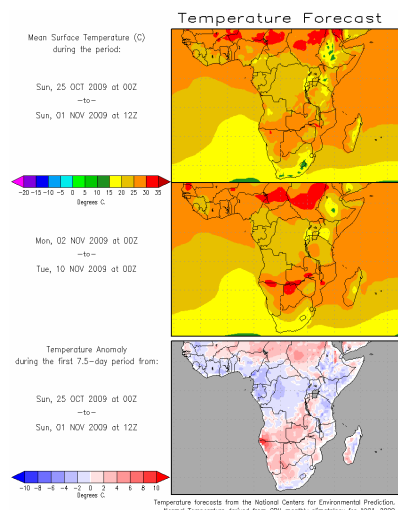 Temperature Forecast
Mean Surface Temperature (C)
during the period:
Sun, 25 OCT 2009 at 00Z
-to-
Sun, 01 NOV 2009 at 12Z
-20 -15 -10 -5 0 5 10 15 20 25 30 35
Degrees C.
Mon, 02 NOV 2009 at 00Z
-to-
Tue, 10 NOV 2009 at 00Z
Temperature Anomaly
during the first 7.5-day period from:
Sun, 25 OCT 2009 at 00Z
-to-
Sun, 01 NOV 2009 at 12Z
-10 -8 -6 -4 -2 0 2 4 6 8 10
Degrees C.
Temperature forecasts from the National Centers for Environmental Prediction.